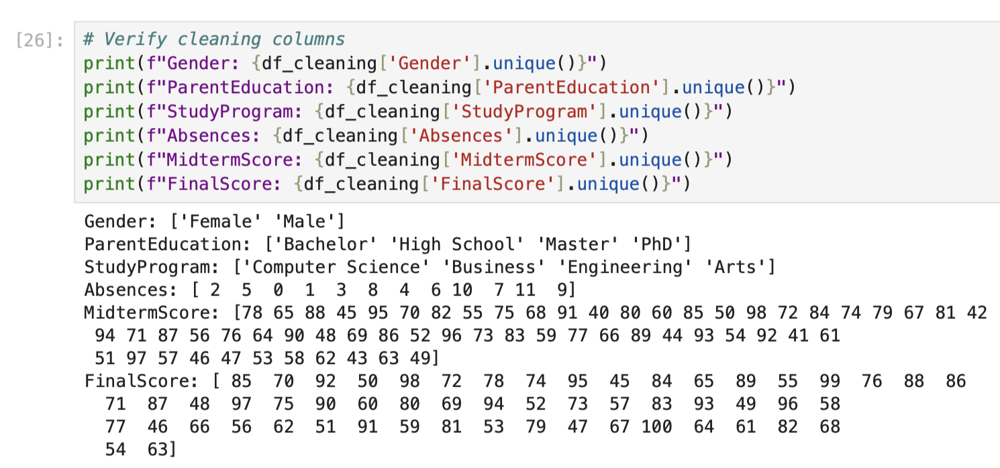 [26]: # Verify cleaning columns
print(f"Gender: {df_cleaning['Gender'].unique()}")
print(f"ParentEducation: {df_cleaning['ParentEducation'].unique()}")
print(f"StudyProgram: {df_cleaning['StudyProgram'].unique()}")
print(f"Absences: {df_cleaning['Absences'].unique()}")
print(f"MidtermScore: {df_cleaning['MidtermScore'].unique()}")
print(f"FinalScore: {df_cleaning['FinalScore'].unique()}")
Gender: ['Female' 'Male']
ParentEducation: ['Bachelor' 'High School' 'Master' 'PhD']
StudyProgram: ['Computer Science' 'Business' 'Engineering' 'Arts']
Absences: [ 2  5  0  1  3  8  4  6 10  7 11  9]
MidtermScore: [78 65 88 45 95 70 82 55 75 68 91 40 80 60 85 50 98 72 84 74 79 67 81 42
 94 71 87 56 76 64 90 48 69 86 52 96 73 83 59 77 66 89 44 93 54 92 41 61
 51 97 57 46 47 53 58 62 43 63 49]
FinalScore: [ 85  70  92  50  98  72  78  74  95  45  84  65  89  55  99  76  88  86
  71  87  48  97  75  90  60  80  69  94  52  73  57  83  93  49  96  58
  77  46  66  56  62  51  91  59  81  53  79  47  67 100  64  61  82  68
  54  63]